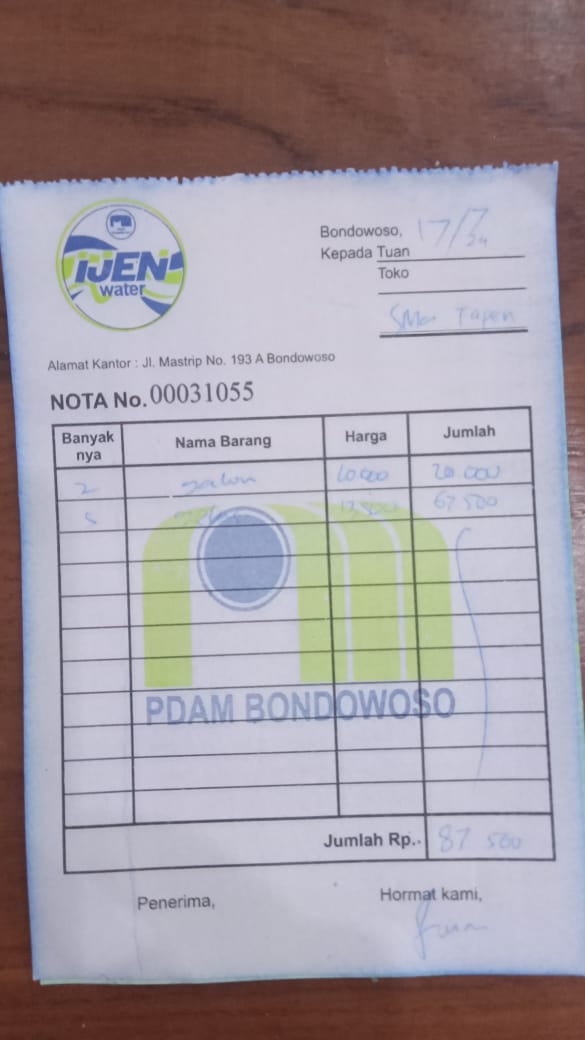 IJEN
water
Bondowoso, 17/7 24
Kepada Tuan
Toko
SMA Tapen
Alamat Kantor : Jl. Mastrip No. 193 A Bondowoso
NOTA No. 00031055
Banyak nya Nama Barang Harga Jumlah
2 galon 10.000 20.000
5 13.500 67.500
PDAM BONDOWOSO
Jumlah Rp.. 87 500
Penerima, Hormat kami,